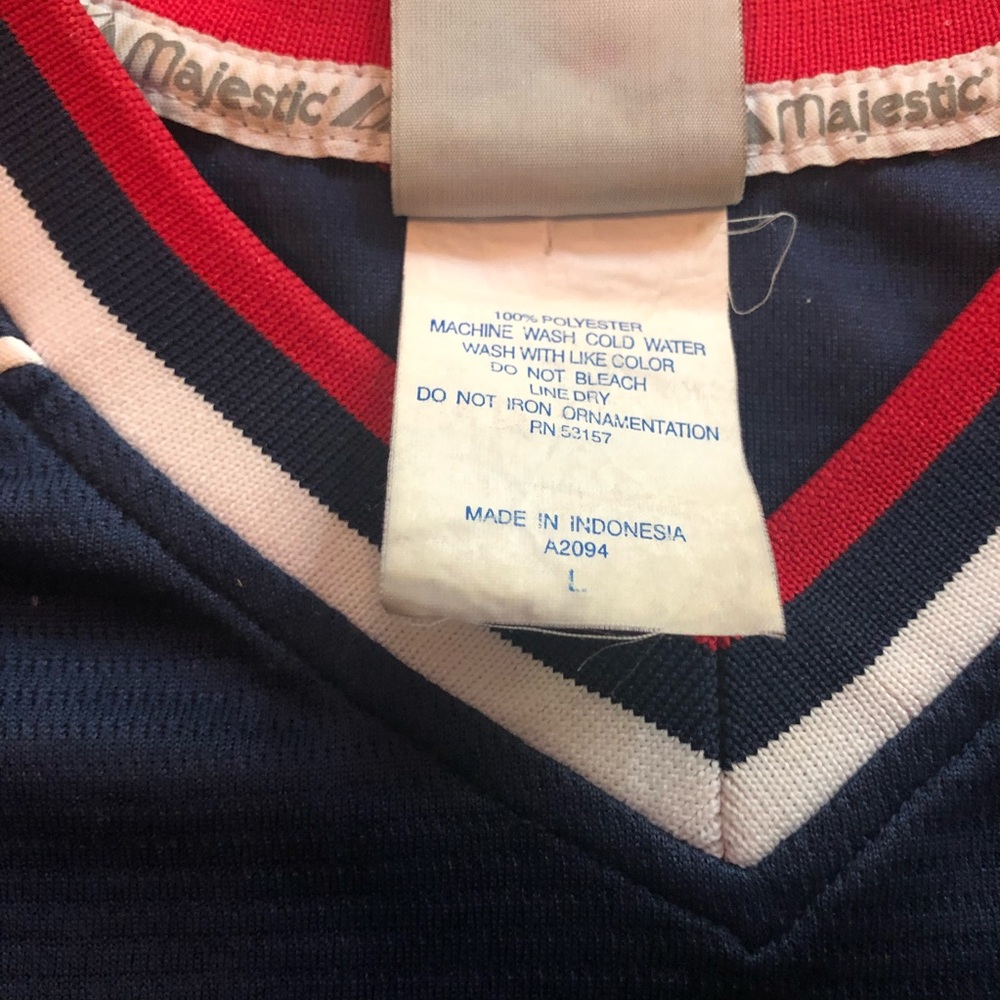 Majestic
Majestic
100% POLYESTER
MACHINE WASH COLD WATER
WASH WITH LIKE COLOR
DO NOT BLEACH
LINE DRY
DO NOT IRON ORNAMENTATION
RN 53157
MADE IN INDONESIA
A2094
L